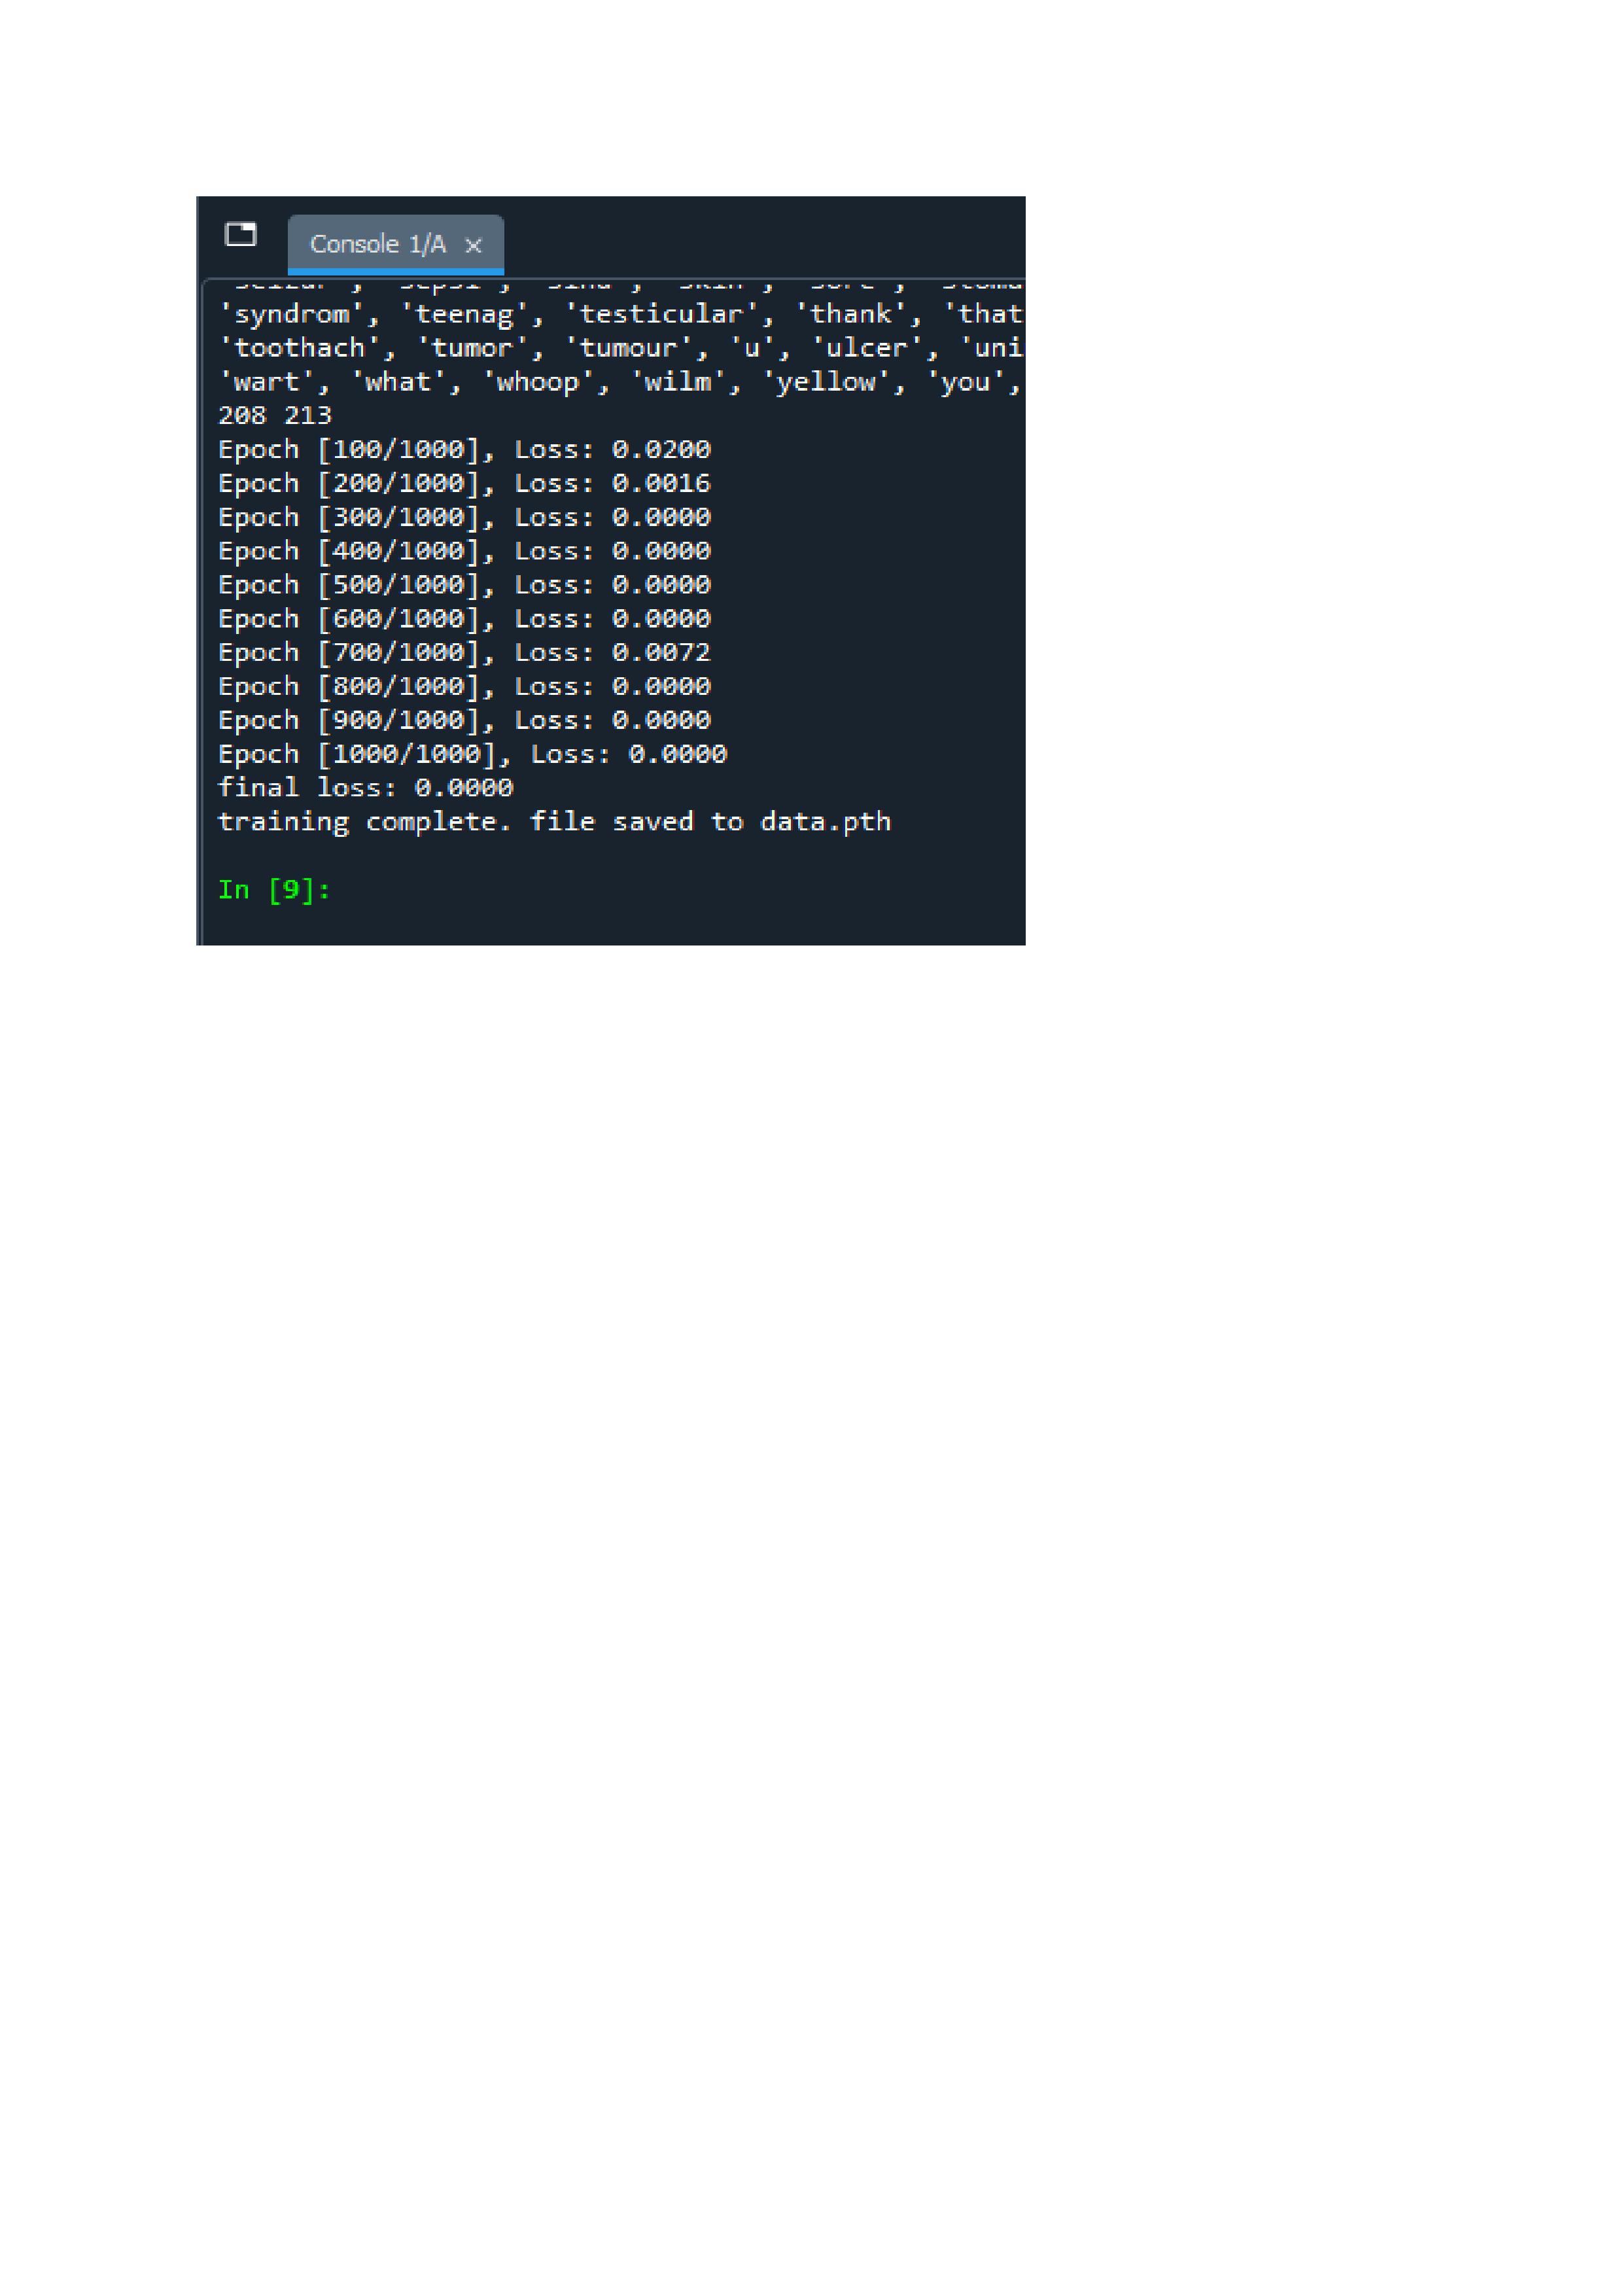 Console 1/A
'syndrom', 'teenag', 'testicular', 'thank', 'that
'toothach', 'tumor', 'tumour', 'u', 'ulcer', 'uni
'wart', 'what', 'whoop', 'wilm', 'yellow', 'you',
208 213
Epoch [100/1000], Loss: 0.0200
Epoch [200/1000], Loss: 0.0016
Epoch [300/1000], Loss: 0.0000
Epoch [400/1000], Loss: 0.0000
Epoch [500/1000], Loss: 0.0000
Epoch [600/1000], Loss: 0.0000
Epoch [700/1000], Loss: 0.0072
Epoch [800/1000], Loss: 0.0000
Epoch [900/1000], Loss: 0.0000
Epoch [1000/1000], Loss: 0.0000
final loss: 0.0000
training complete. file saved to data.pth
In [9]: